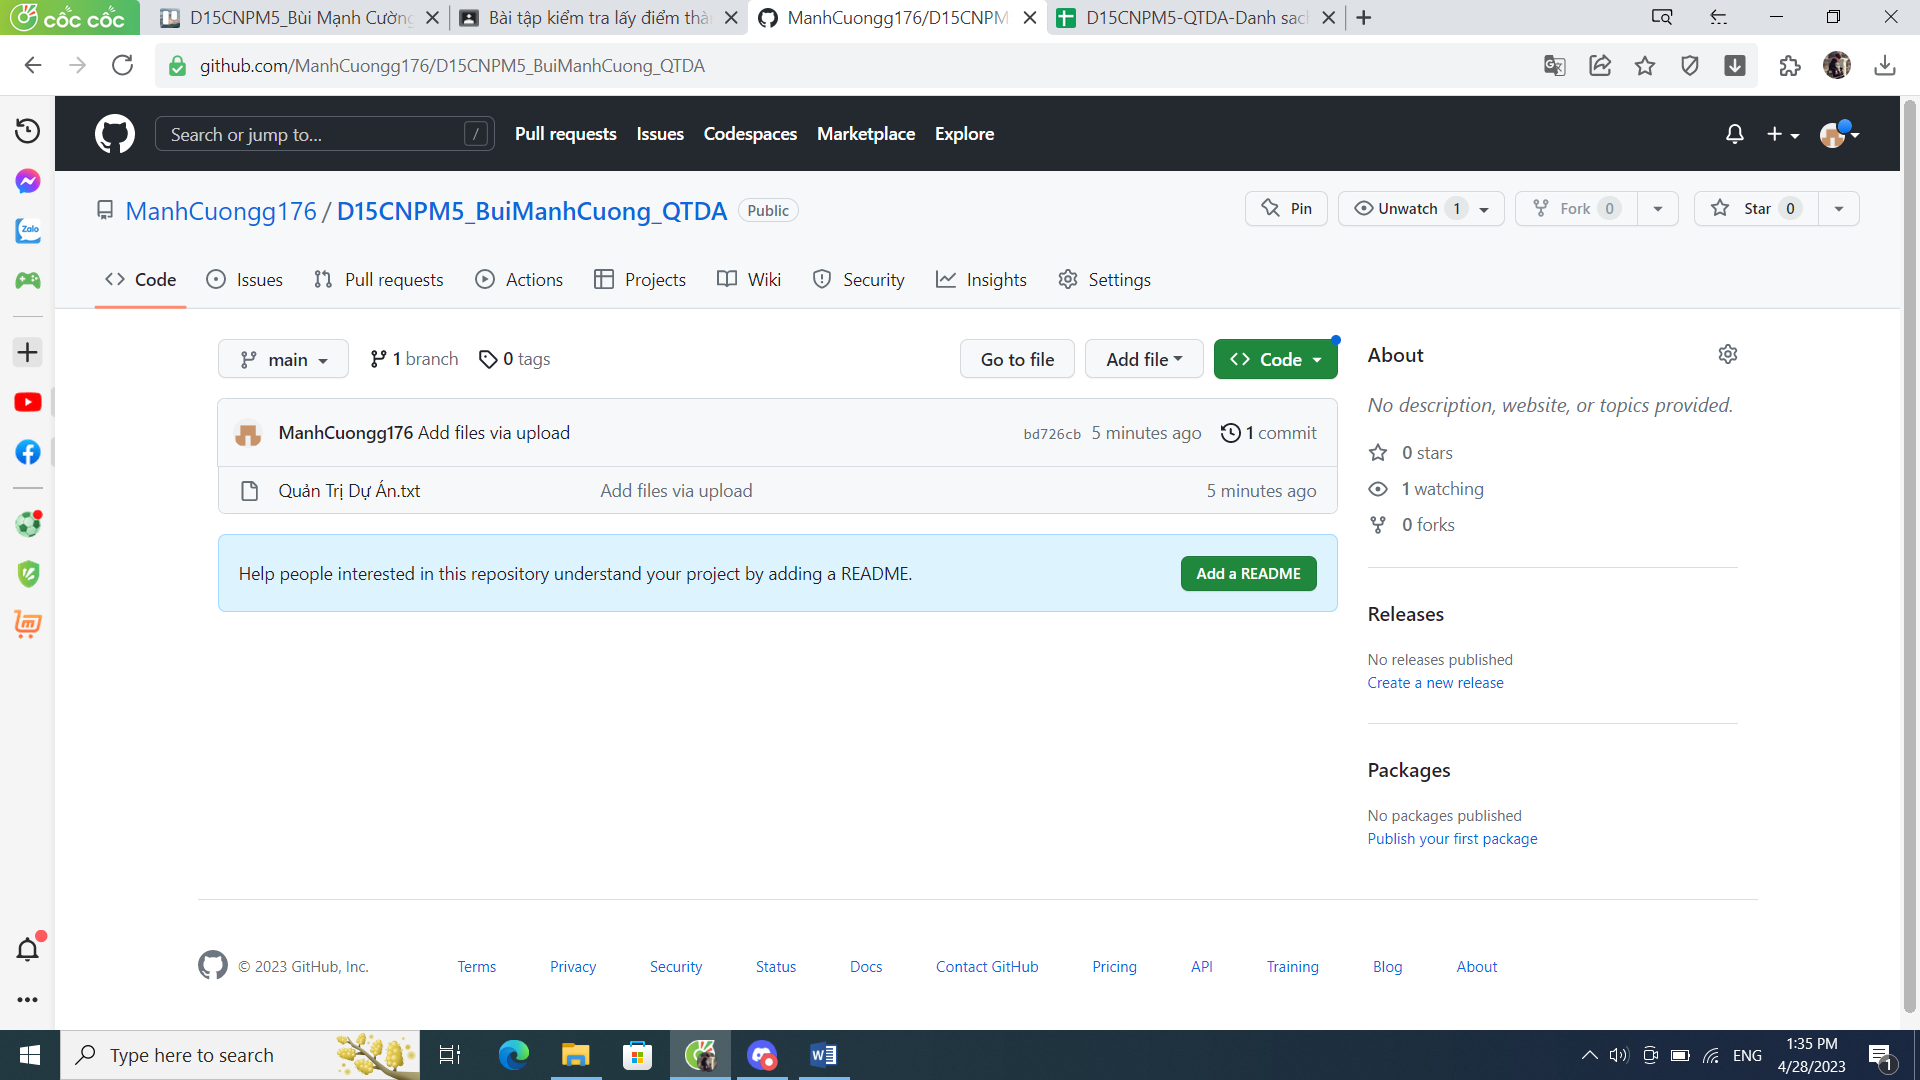 cốc cốc
D15CNPM5_Bùi Mạnh Cường
Bài tập kiểm tra lấy điểm thà
ManhCuongg176/D15CNPM
D15CNPM5-QTDA-Danh sac
github.com/ManhCuongg176/D15CNPM5_BuiManhCuong_QTDA
Search or jump to...
/
Pull requests
Issues
Codespaces
Marketplace
Explore
Zalo
ManhCuongg176 / D15CNPM5_BuiManhCuong_QTDA
Public
Pin
Unwatch 1
Fork 0
Star 0
Code
Issues
Pull requests
Actions
Projects
Wiki
Security
Insights
Settings
main
1 branch
0 tags
Go to file
Add file
Code
ManhCuongg176 Add files via upload
bd726cb 5 minutes ago
1 commit
Quản Trị Dự Án.txt
Add files via upload
5 minutes ago
Help people interested in this repository understand your project by adding a README.
Add a README
About
No description, website, or topics provided.
0 stars
1 watching
0 forks
Releases
No releases published
Create a new release
Packages
No packages published
Publish your first package
© 2023 GitHub, Inc.
Terms
Privacy
Security
Status
Docs
Contact GitHub
Pricing
API
Training
Blog
About
Type here to search
ENG
1:35 PM
4/28/2023
1